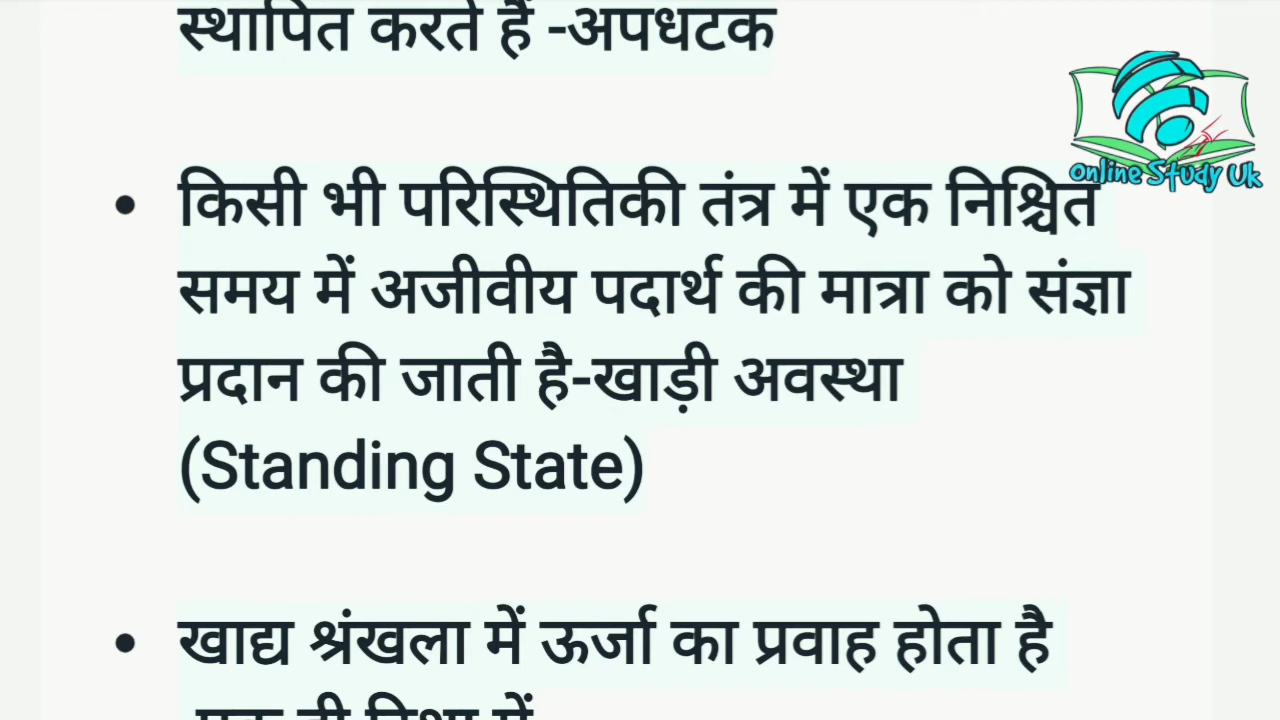 स्थापित करते हैं -अपधटक
Online Study Uk
• किसी भी परिस्थितिकी तंत्र में एक निश्चित
समय में अजीवीय पदार्थ की मात्रा को संज्ञा
प्रदान की जाती है-खाड़ी अवस्था
(Standing State)
• खाद्य श्रंखला में ऊर्जा का प्रवाह होता है